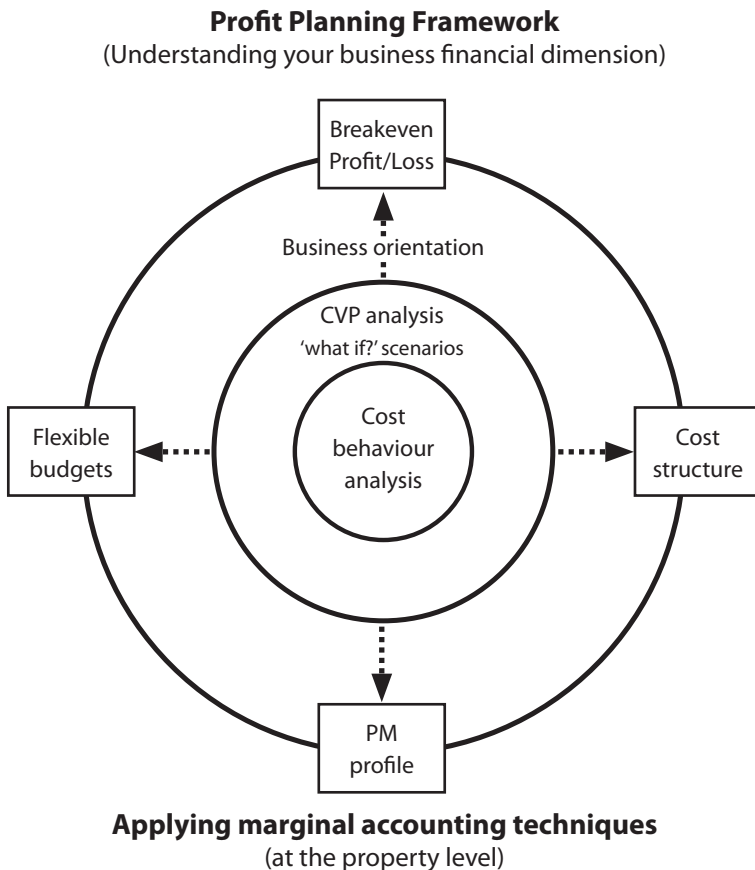 Profit Planning Framework
(Understanding your business financial dimension)
Breakeven
Profit/Loss
Business orientation
CVP analysis
‘what if?’ scenarios
Cost
behaviour
analysis
Flexible
budgets
Cost
structure
PM
profile
Applying marginal accounting techniques
(at the property level)